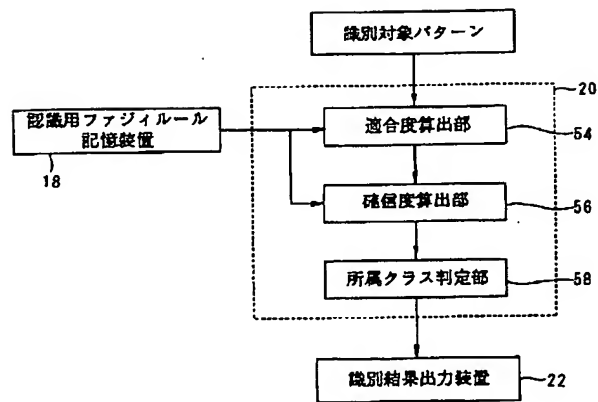 識別対象パターン
20
認識用ファジィルール
記憶装置
18
適合度算出部
54
確信度算出部
56
所属クラス判定部
58
識別結果出力装置
22